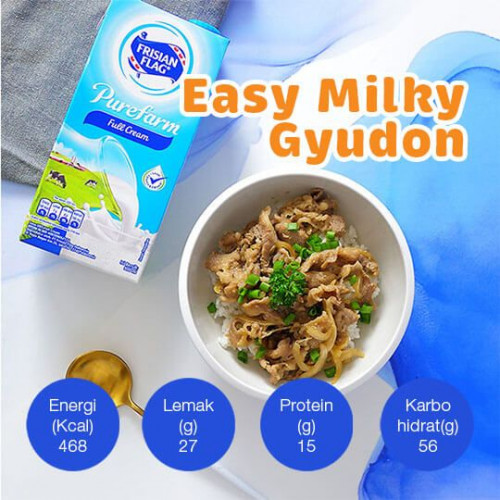 FRISIAN
FLAG
Purefarm
Full Cream
Easy Milky
Gyudon
Energi
(Kcal)
468
Lemak
(g)
27
Protein
(g)
15
Karbo
hidrat(g)
56